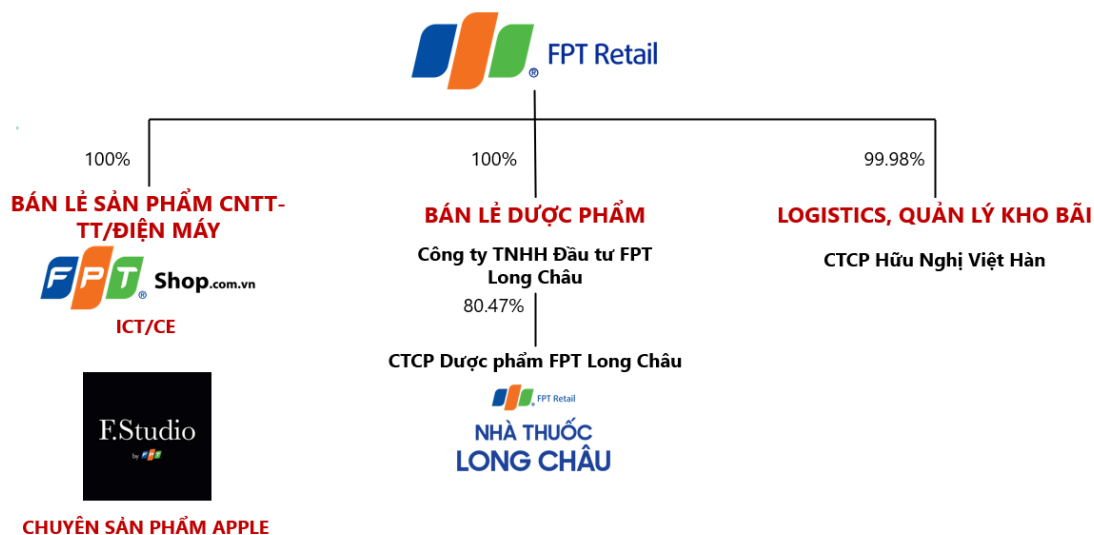 FPT Retail
100%
100%
99.98%
BÁN LẺ SẢN PHẨM CNTT-
TT/ĐIỆN MÁY
FPT Shop.com.vn
ICT/CE
F.Studio
by FPT
CHUYÊN SẢN PHẨM APPLE
BÁN LẺ DƯỢC PHẨM
Công ty TNHH Đầu tư FPT
Long Châu
80.47%
CTCP Dược phẩm FPT Long Châu
FPT Retail
NHÀ THUỐC
LONG CHÂU
LOGISTICS, QUẢN LÝ KHO BÃI
CTCP Hữu Nghị Việt Hàn